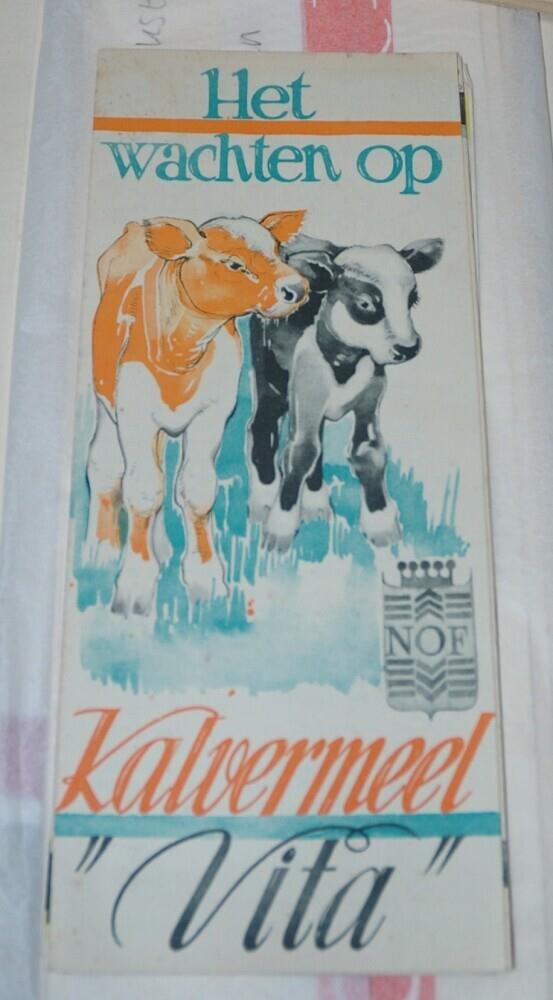 Het
wachten op
NOF
Kalvermeel
"Vita"